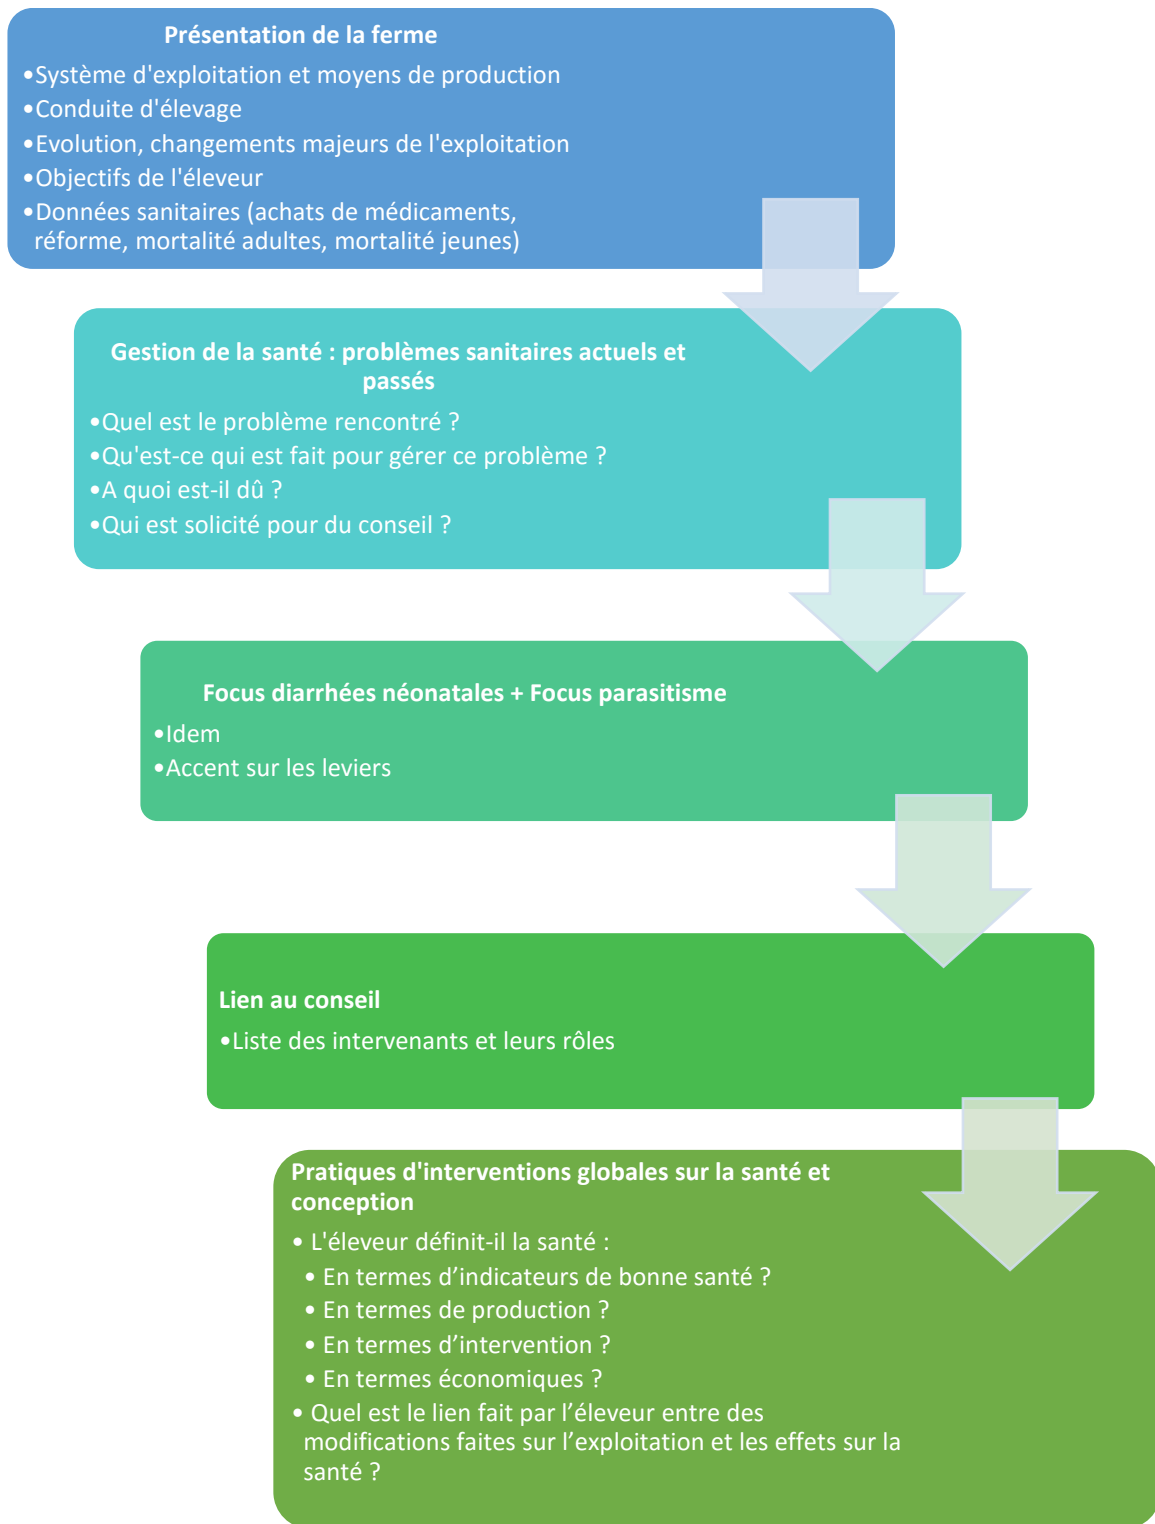 Présentation de la ferme
•Système d'exploitation et moyens de production
•Conduite d'élevage
•Evolution, changements majeurs de l'exploitation
•Objectifs de l'éleveur
•Données sanitaires (achats de médicaments,
réforme, mortalité adultes, mortalité jeunes)
Gestion de la santé : problèmes sanitaires actuels et
passés
•Quel est le problème rencontré ?
•Qu'est-ce qui est fait pour gérer ce problème ?
•A quoi est-il dû ?
•Qui est solicité pour du conseil ?
Focus diarrhées néonatales + Focus parasitisme
•Idem
•Accent sur les leviers
Lien au conseil
•Liste des intervenants et leurs rôles
Pratiques d'interventions globales sur la santé et
conception
• L'éleveur définit-il la santé :
• En termes d’indicateurs de bonne santé ?
• En termes de production ?
• En termes d’intervention ?
• En termes économiques ?
• Quel est le lien fait par l’éleveur entre des
modifications faites sur l’exploitation et les effets sur la
santé ?